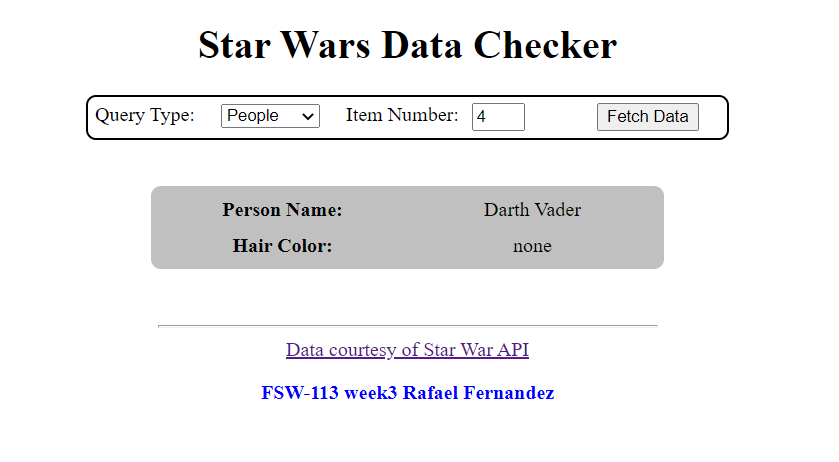 Star Wars Data Checker
Query Type: People Item Number: 4 Fetch Data
Person Name: Darth Vader
Hair Color: none
Data courtesy of Star War API
FSW-113 week3 Rafael Fernandez